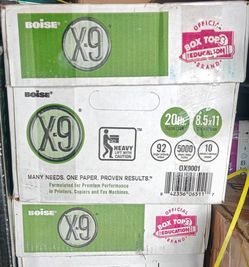 BOISE®
X-9
OFFICIAL
BOX TOPS
EDUCATION
BRAND
BOISE®
X-9
HEAVY
LIFT WITH
CAUTION
20lb
8.5x11
92
5000
10
OX9001
MANY NEEDS. ONE PAPER. PROVEN RESULTS.™
Formulated for Premium Performance
in Printers, Copiers and Fax Machines.
BOISE®
X-9
OFFICIAL
BOX TOPS
EDUCATION
BRAND